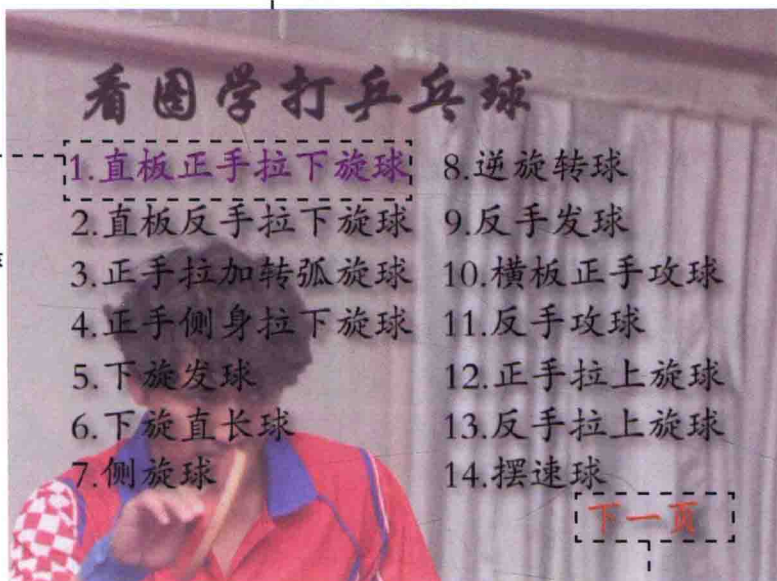 看图学打乒乓球
1.直板正手拉下旋球
2.直板反手拉下旋球
3.正手拉加转弧旋球
4.正手侧身拉下旋球
5.下旋发球
6.下旋直长球
7.侧旋球
8.逆旋转球
9.反手发球
10.横板正手攻球
11.反手攻球
12.正手拉上旋球
13.反手拉上旋球
14.摆速球
下一页